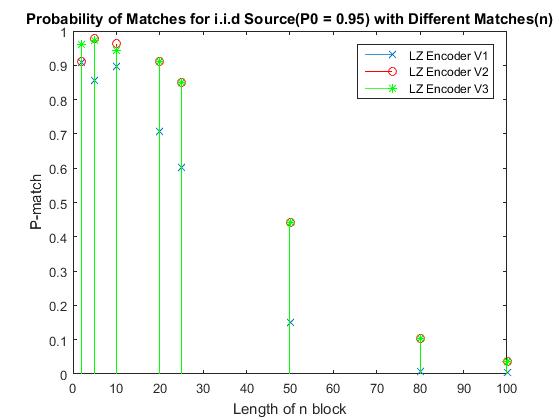 Probability of Matches for i.i.d Source(P0 = 0.95) with Different Matches(n)
LZ Encoder V1
LZ Encoder V2
LZ Encoder V3
P-match
1
0.9
0.8
0.7
0.6
0.5
0.4
0.3
0.2
0.1
0
0 10 20 30 40 50 60 70 80 90 100
Length of n block